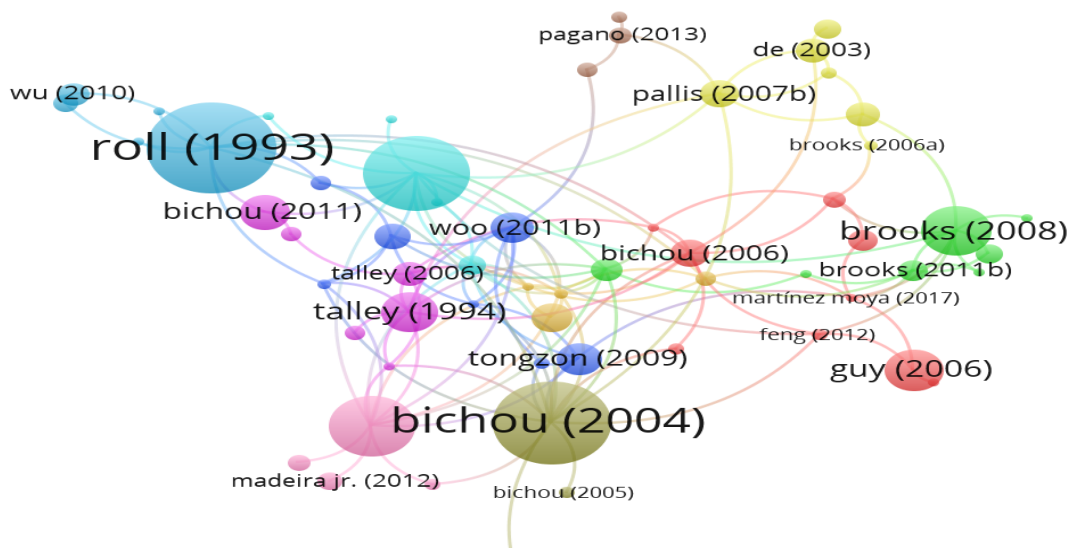 pagano (2013)
de (2003)
wu (2010)
pallis (2007b)
roll (1993)
brooks (2006a)
bichou (2011)
woo (2011b)
brooks (2008)
bichou (2006)
talley (2006)
brooks (2011b)
martínez moya (2017)
talley (1994)
feng (2012)
tongzon (2009)
guy (2006)
bichou (2004)
madeira jr. (2012)
bichou (2005)